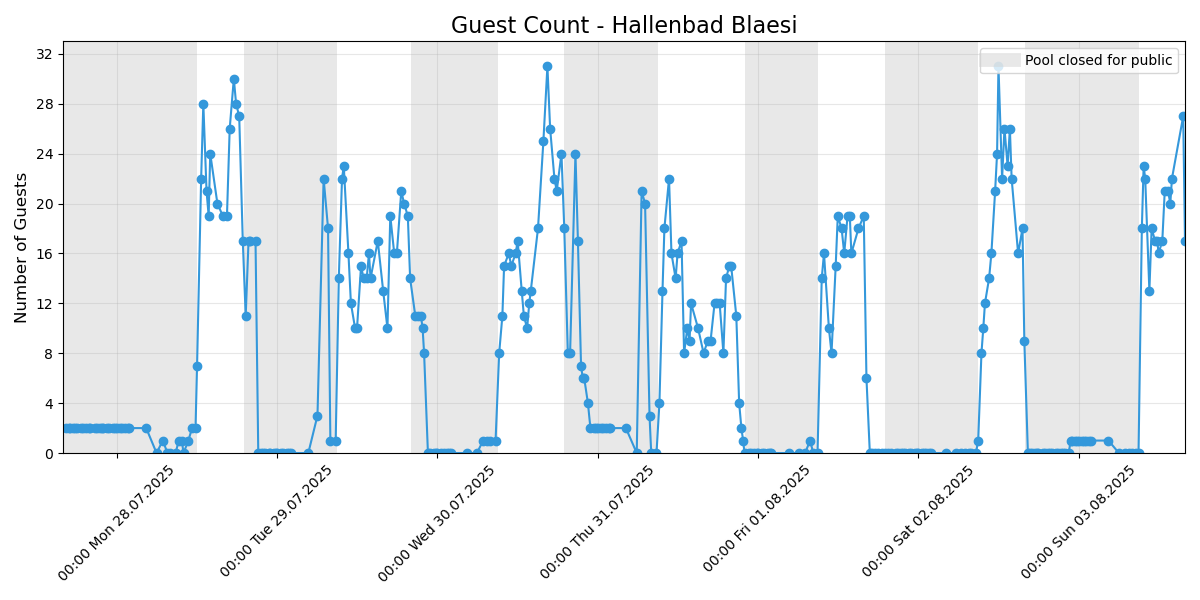 Guest Count - Hallenbad Blaesi
Pool closed for public
Number of Guests
32
28
24
20
16
12
8
4
0
00:00 Mon 28.07.2025
00:00 Tue 29.07.2025
00:00 Wed 30.07.2025
00:00 Thu 31.07.2025
00:00 Fri 01.08.2025
00:00 Sat 02.08.2025
00:00 Sun 03.08.2025